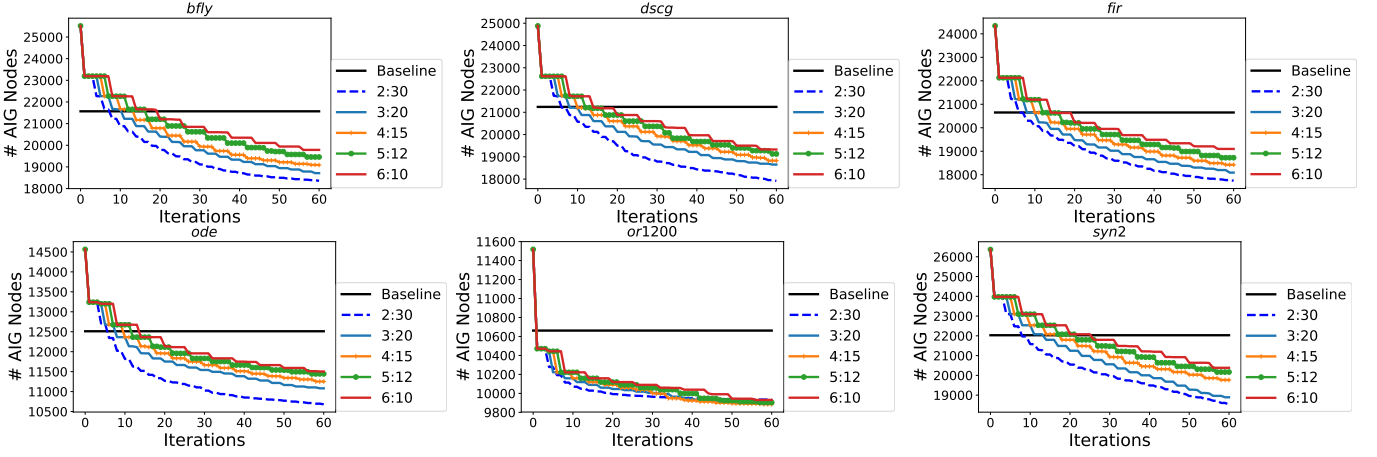 bfly
# AIG Nodes
25000
24000
23000
22000
21000
20000
19000
18000
0 10 20 30 40 50 60
Iterations
Baseline
2:30
3:20
4:15
5:12
6:10
dscg
# AIG Nodes
25000
24000
23000
22000
21000
20000
19000
18000
0 10 20 30 40 50 60
Iterations
Baseline
2:30
3:20
4:15
5:12
6:10
fir
# AIG Nodes
24000
23000
22000
21000
20000
19000
18000
0 10 20 30 40 50 60
Iterations
Baseline
2:30
3:20
4:15
5:12
6:10
ode
# AIG Nodes
14500
14000
13500
13000
12500
12000
11500
11000
10500
0 10 20 30 40 50 60
Iterations
Baseline
2:30
3:20
4:15
5:12
6:10
or1200
# AIG Nodes
11600
11400
11200
11000
10800
10600
10400
10200
10000
9800
0 10 20 30 40 50 60
Iterations
Baseline
2:30
3:20
4:15
5:12
6:10
syn2
# AIG Nodes
26000
25000
24000
23000
22000
21000
20000
19000
0 10 20 30 40 50 60
Iterations
Baseline
2:30
3:20
4:15
5:12
6:10